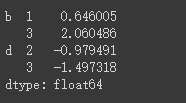 b  1    0.646005
   3    2.060486
d  2   -0.979491
   3   -1.497318
dtype: float64